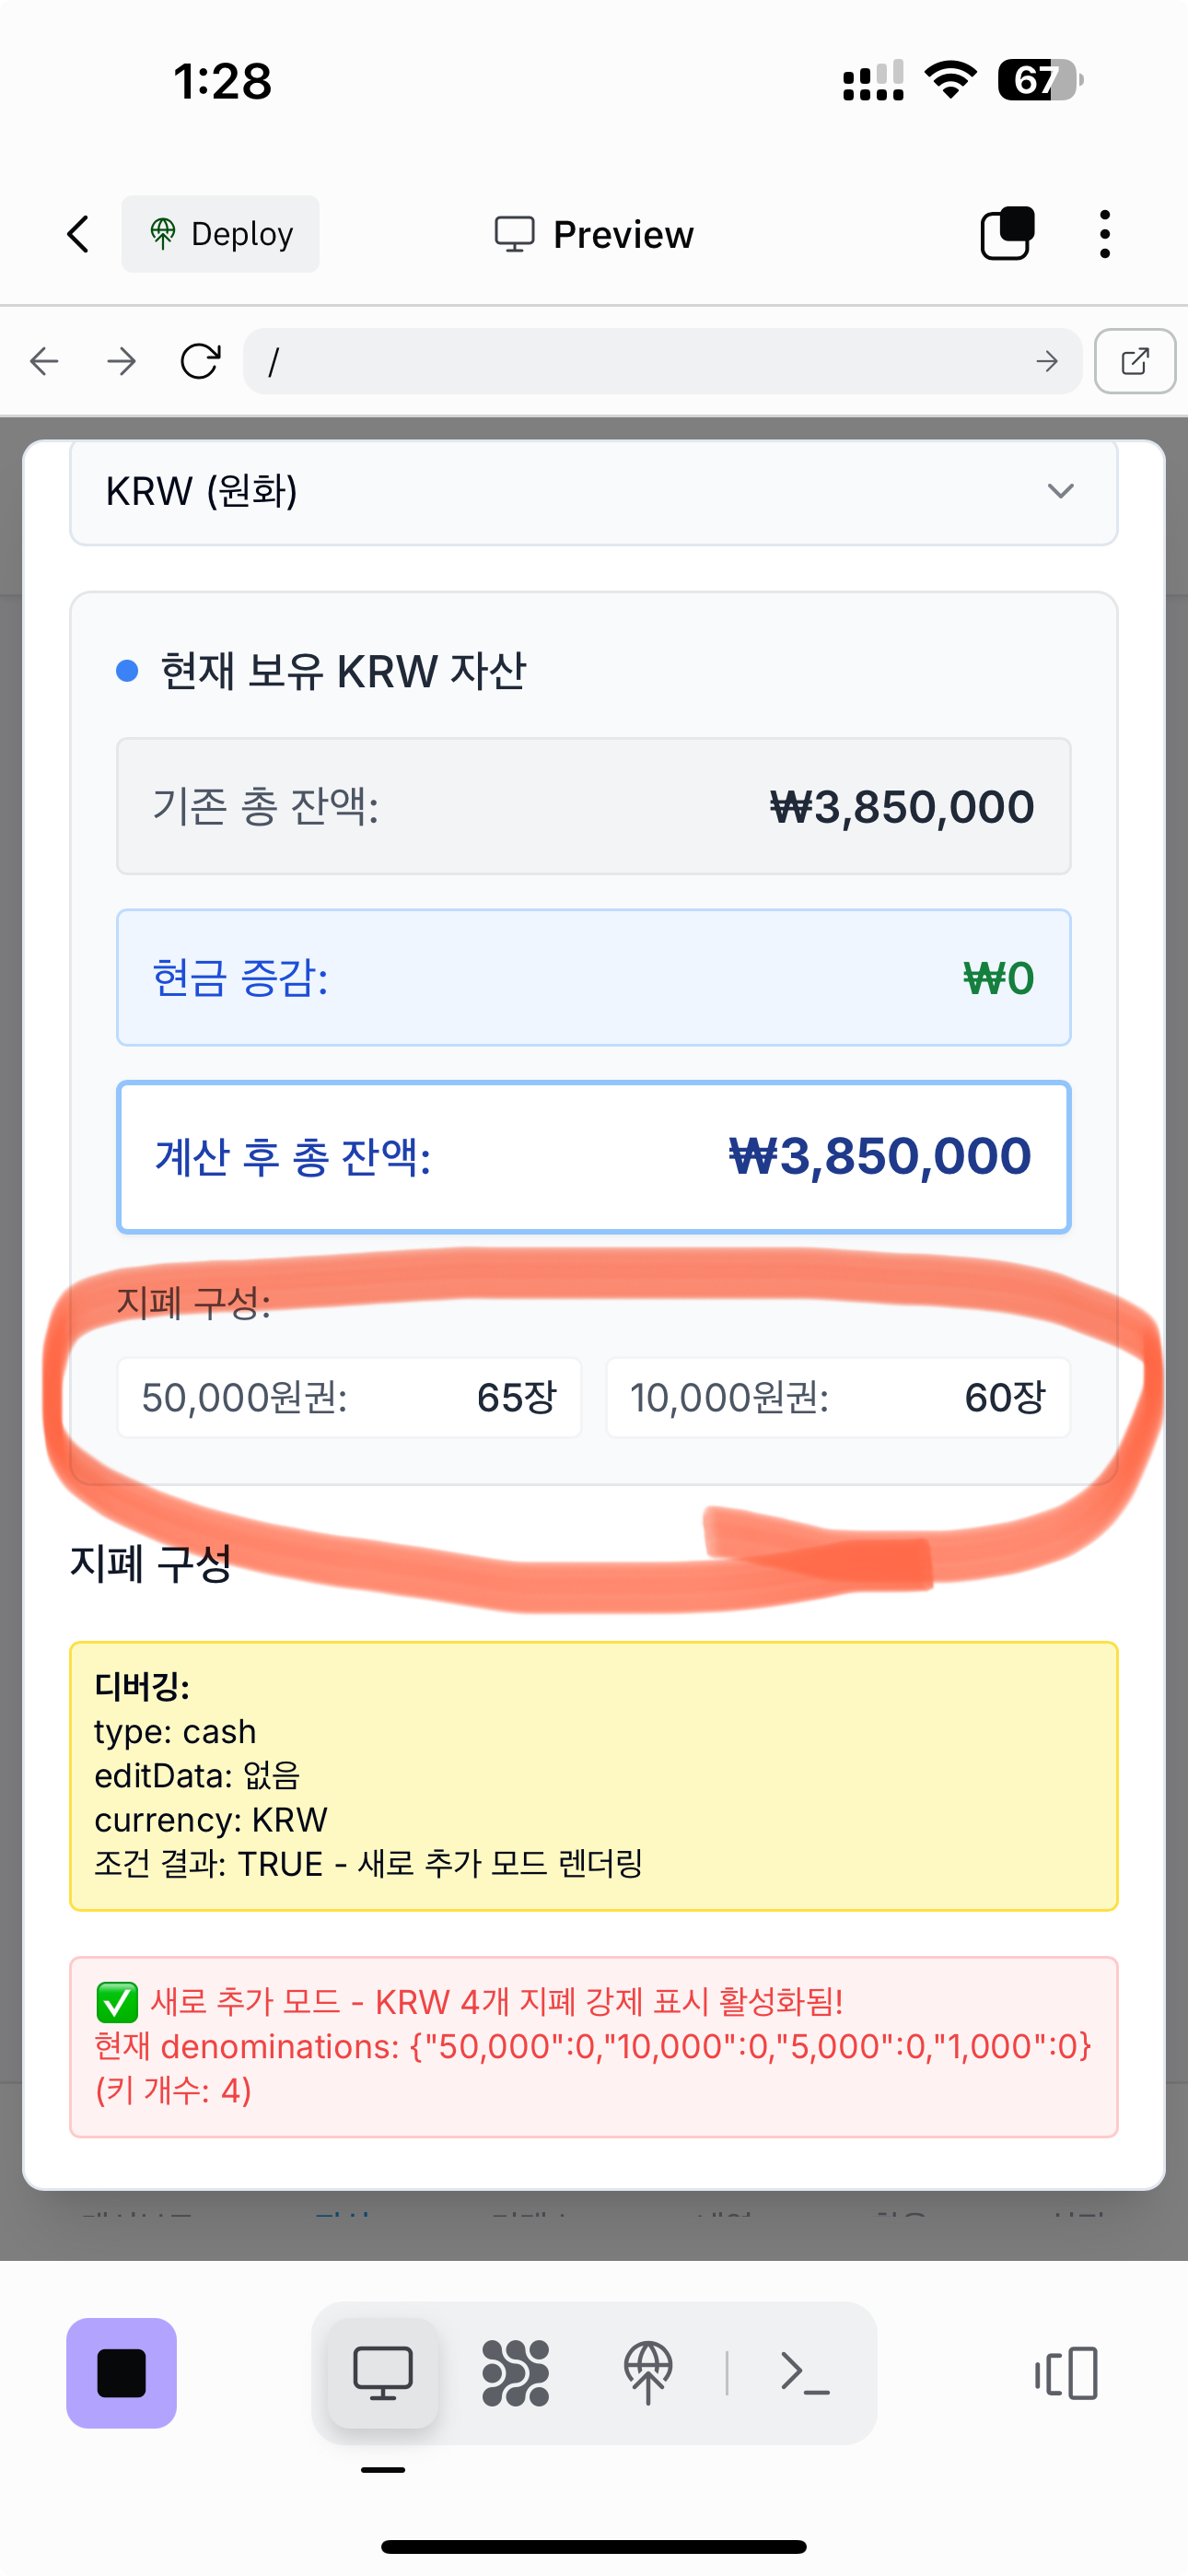 1:28
67
Deploy
Preview
/
KRW (원화)
현재 보유 KRW 자산
기존 총 잔액: ₩3,850,000
현금 증감: ₩0
계산 후 총 잔액: ₩3,850,000
지폐 구성:
50,000원권: 65장 10,000원권: 60장
지폐 구성
디버깅:
type: cash
editData: 없음
currency: KRW
조건 결과: TRUE - 새로 추가 모드 렌더링
✅ 새로 추가 모드 - KRW 4개 지폐 강제 표시 활성화됨!
현재 denominations: {"50,000":0,"10,000":0,"5,000":0,"1,000":0}
(키 개수: 4)